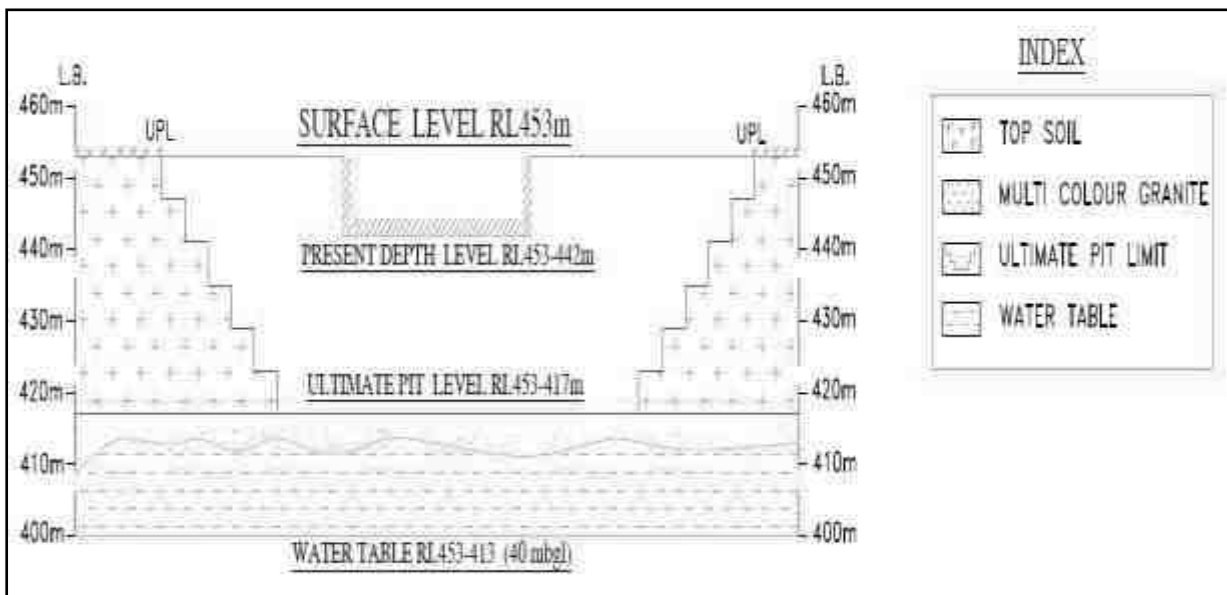 INDEX
L.B.
L.B.
460m
460m
UPL
SURFACE LEVEL RL453m
UPL
TOP SOIL
450m
450m
MULTI COLOUR GRANITE
440m
440m
PRESENT DEPTH LEVEL RL453-442m
ULTIMATE PIT LIMIT
430m
430m
WATER TABLE
420m
ULTIMATE PIT LEVEL RL453-417m
420m
410m
410m
400m
400m
WATER TABLE RL453-413 (40 mbgl)